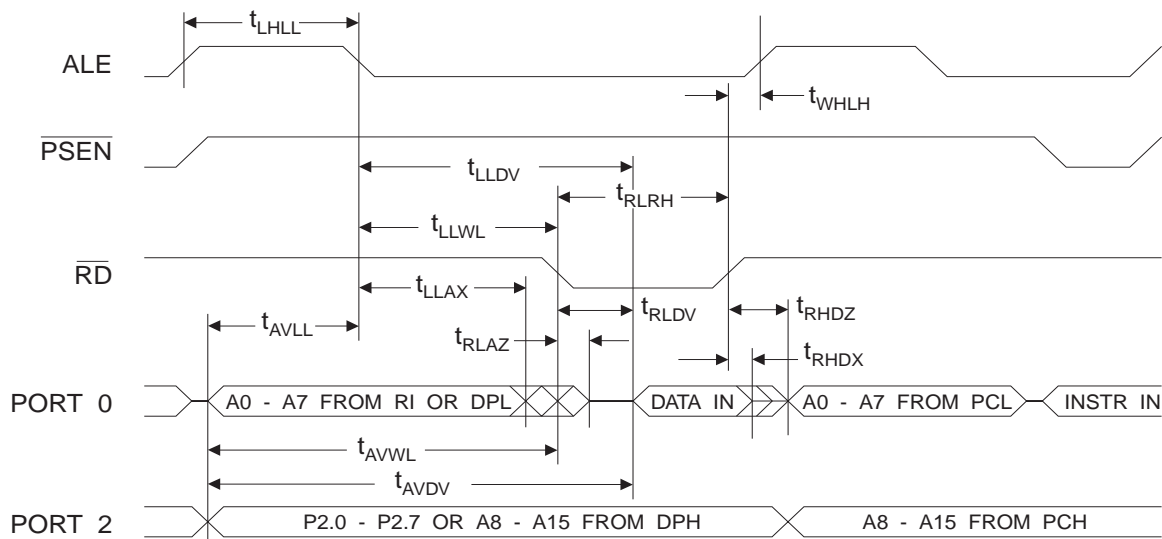 tLHLL
ALE
tWHLH
PSEN
tLLDV
tRLRH
tLLWL
RD
tLLAX
tRLDV
tRHDZ
tAVLL
tRLAZ
tRHDX
PORT 0
A0 - A7 FROM RI OR DPL
DATA IN
A0 - A7 FROM PCL
INSTR IN
tAVWL
tAVDV
PORT 2
P2.0 - P2.7 OR A8 - A15 FROM DPH
A8 - A15 FROM PCH